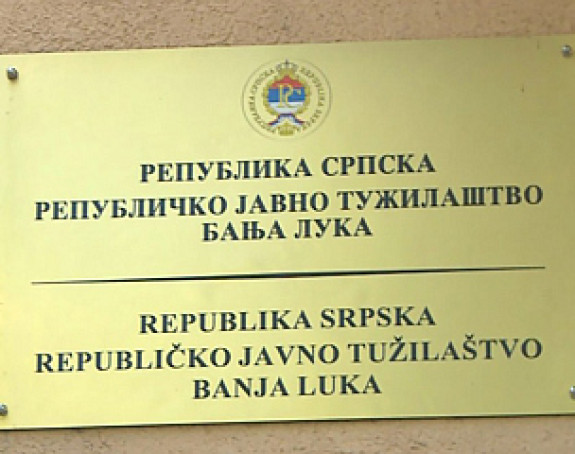 РЕПУБЛИКА СРПСКА
РЕПУБЛИЧКО ЈАВНО ТУЖИЛАШТВО
БАЊА ЛУКА
REPUBLIKA SRPSKA
REPUBLIČKO JAVNO TUŽILAŠTVO
BANJA LUKA